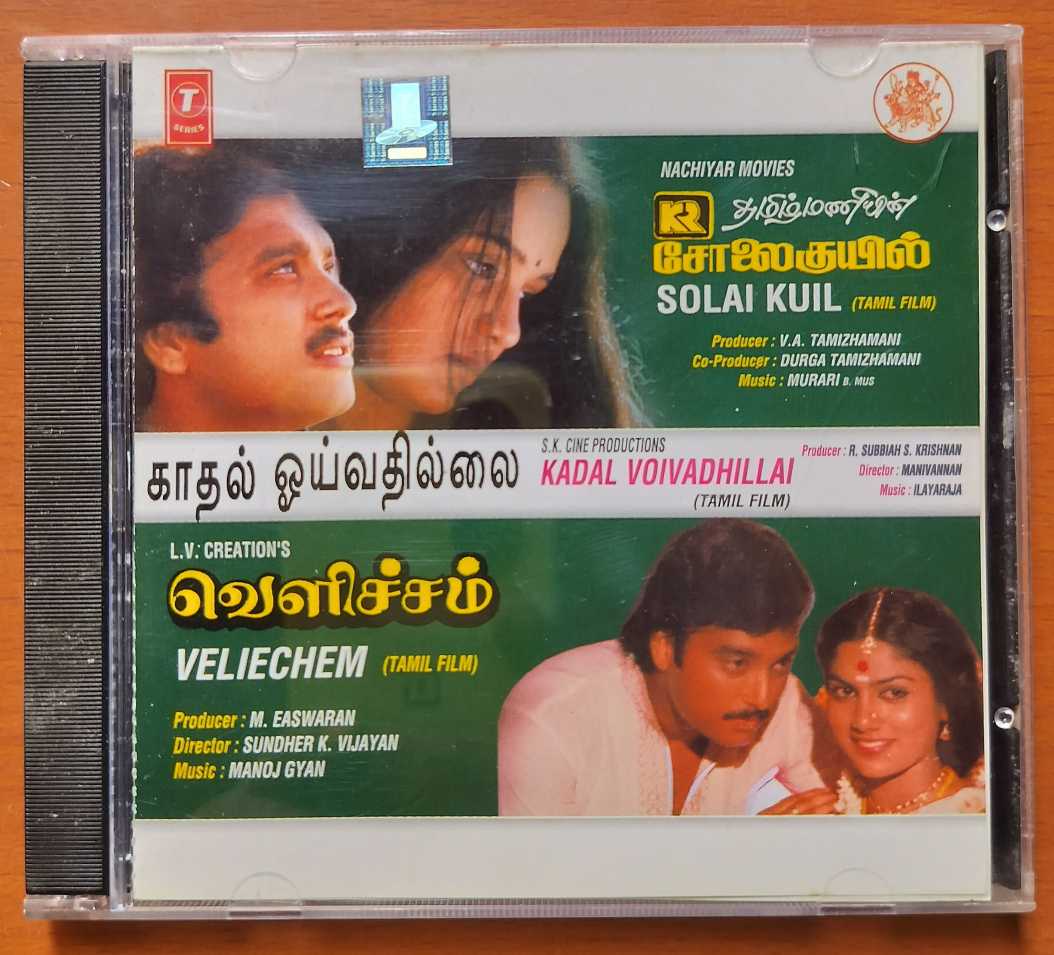 T
SERIES
NACHIYAR MOVIES
KR தமிழ்மணியின்
சோலைகுயில்
SOLAI KUIL (TAMIL FILM)
Producer : V.A. TAMIZHAMANI
Co-Producer : DURGA TAMIZHAMANI
Music : MURARI B. MUS
காதல் ஓய்வதில்லை
S.K. CINE PRODUCTIONS
KADAL VOIVADHILLAI
(TAMIL FILM)
Producer : R. SUBBIAH S. KRISHNAN
Director : MANIVANNAN
Music : ILAYARAJA
L.V. CREATION'S
வெளிச்சம்
VELIECHEM (TAMIL FILM)
Producer : M. EASWARAN
Director : SUNDHER K. VIJAYAN
Music : MANOJ GYAN